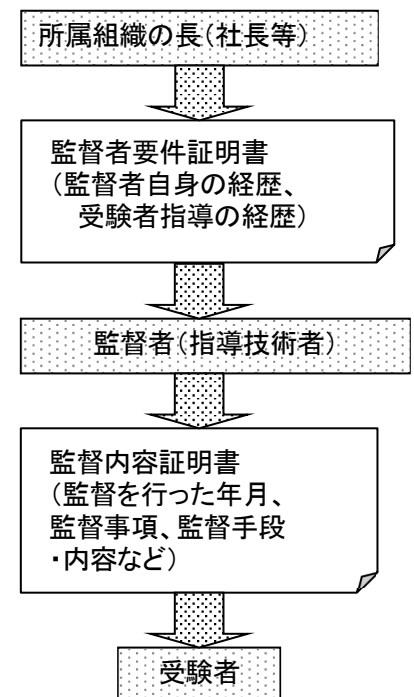 所属組織の長（社長等）
監督者要件証明書
（監督者自身の経歴、
受験者指導の経歴）
監督者（指導技術者）
監督内容証明書
（監督を行った年月、
監督事項、監督手段
・内容など）
受験者